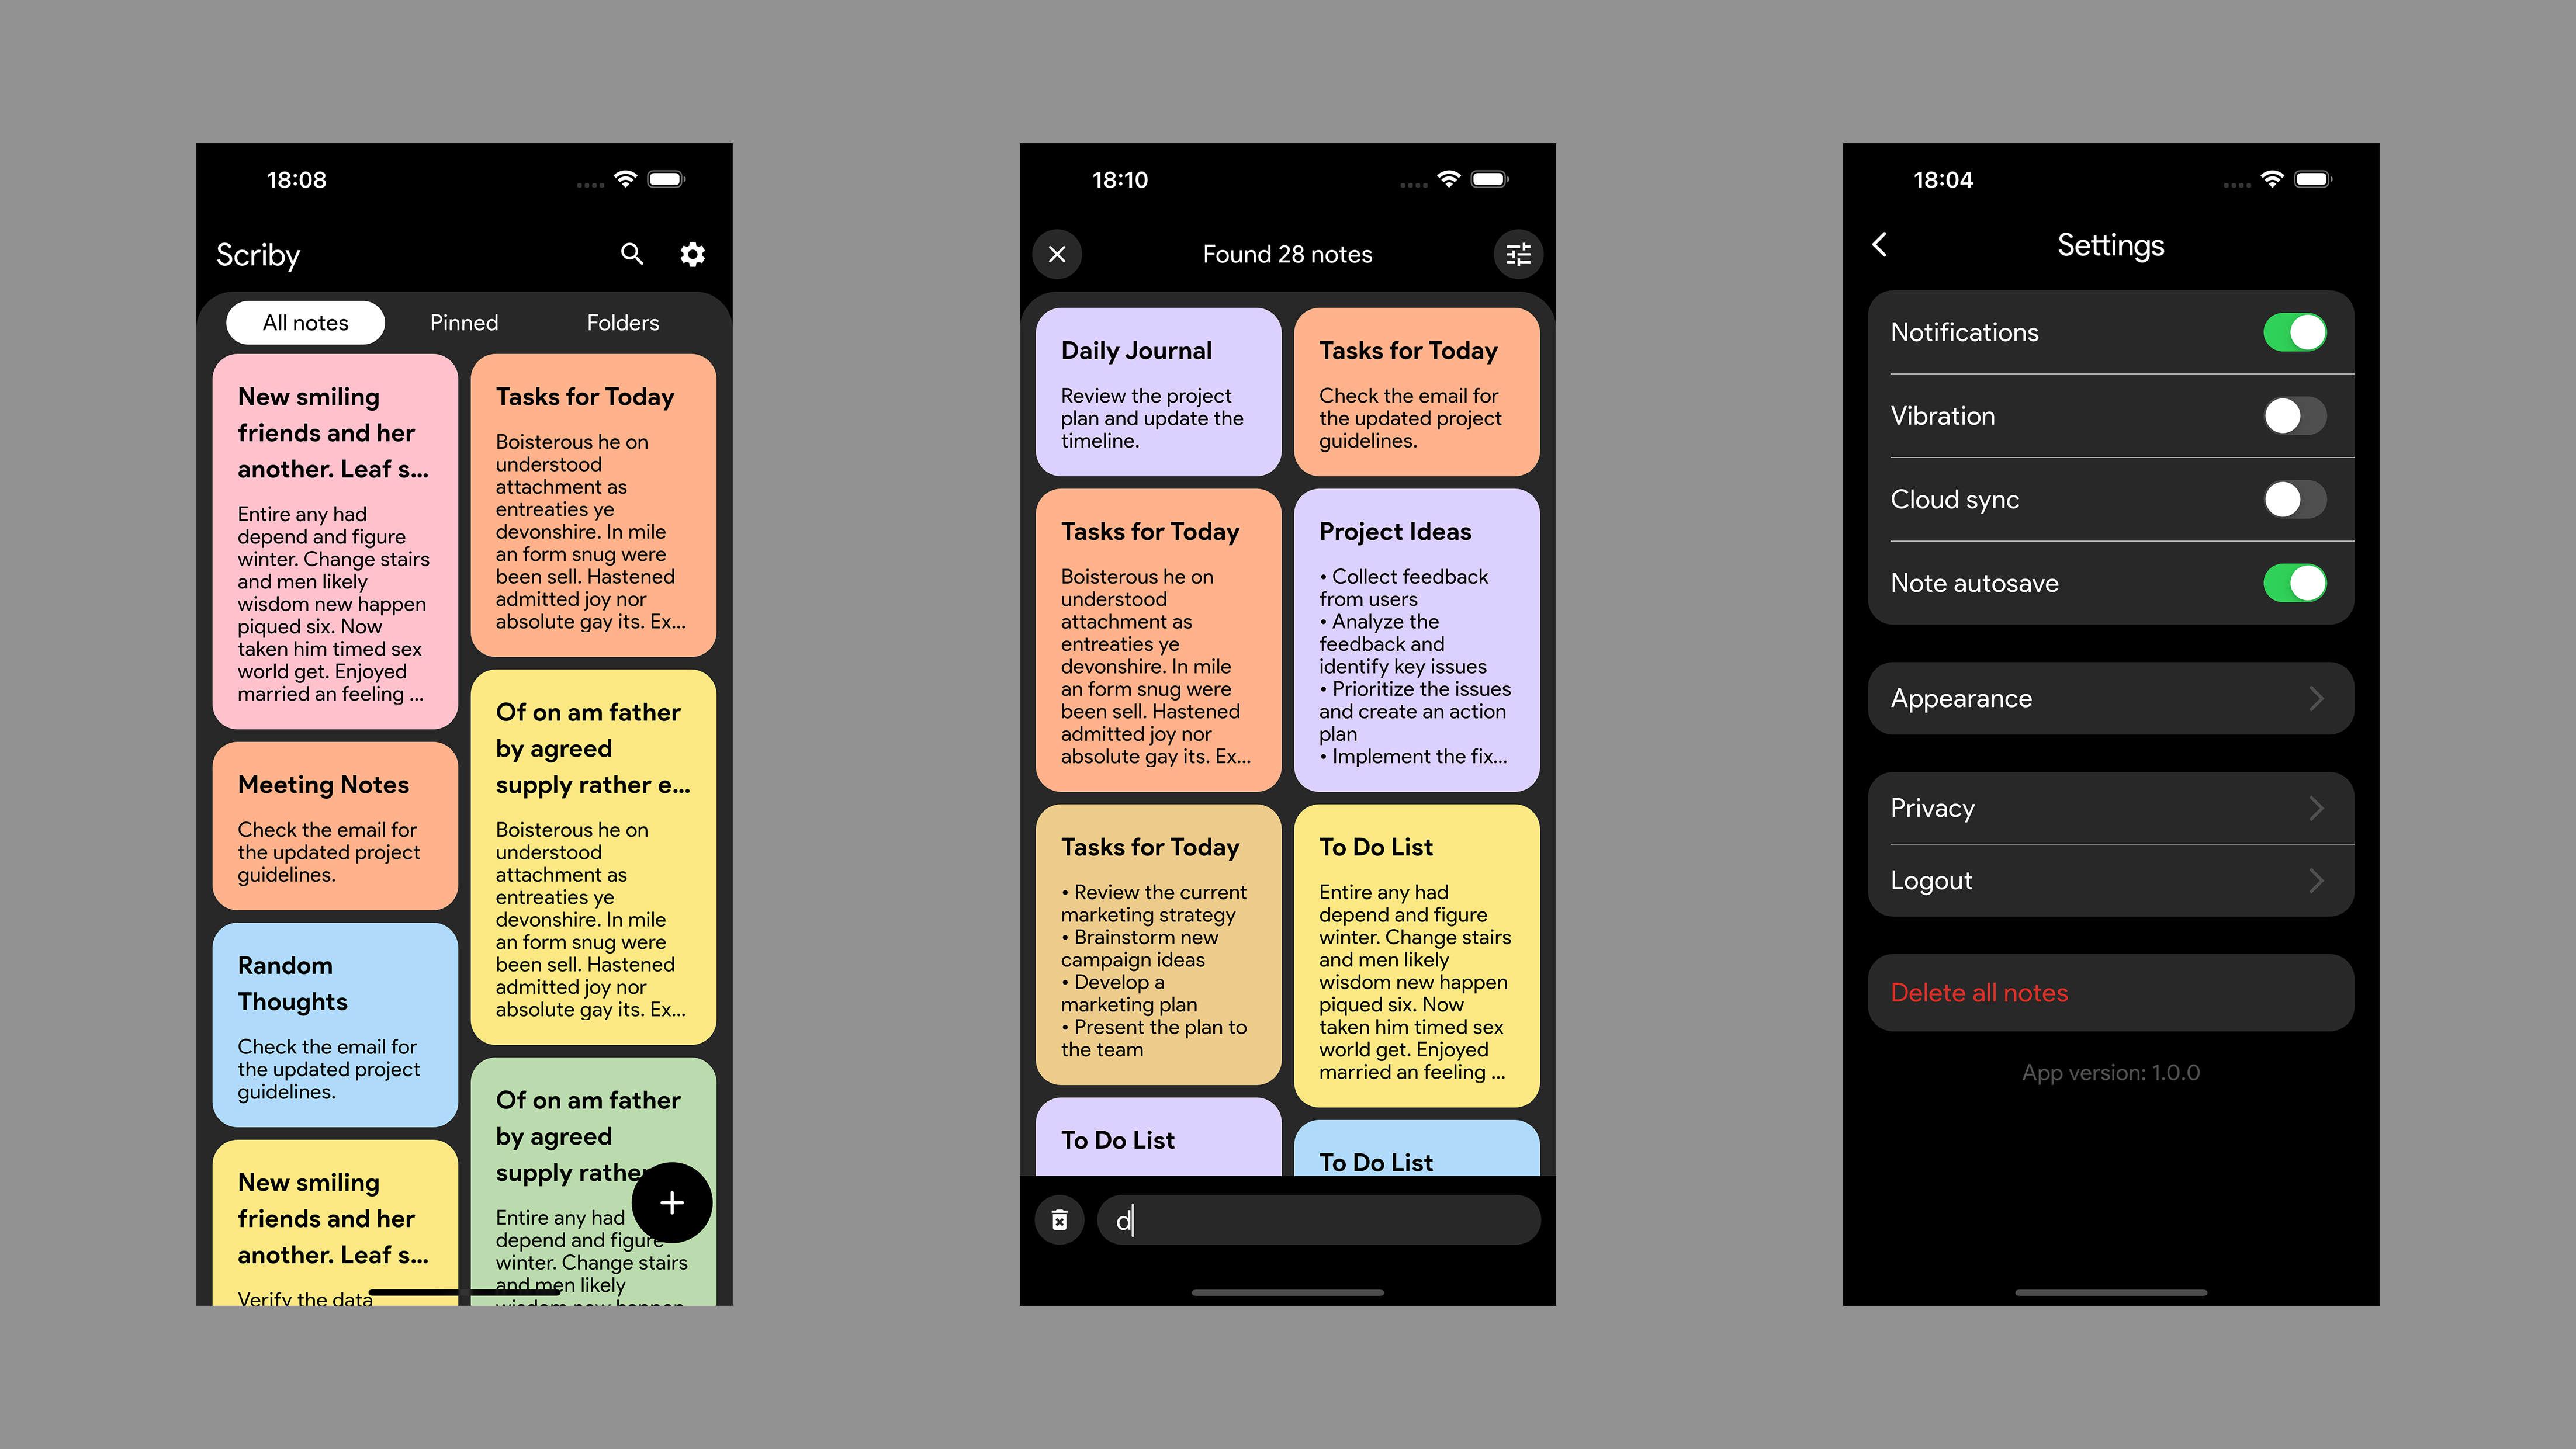 18:08
Scriby
All notes
Pinned
Folders
New smiling
friends and her
another. Leaf s...
Entire any had
depend and figure
winter. Change stairs
and men likely
wisdom new happen
piqued six. Now
taken him timed sex
world get. Enjoyed
married an feeling ...
Meeting Notes
Check the email for
the updated project
guidelines.
Random
Thoughts
Check the email for
the updated project
guidelines.
New smiling
friends and her
another. Leaf s...
Verify the data
Tasks for Today
Boisterous he on
understood
attachment as
entreaties ye
devonshire. In mile
an form snug were
been sell. Hastened
admitted joy nor
absolute gay its. Ex...
Of on am father
by agreed
supply rather e...
Boisterous he on
understood
attachment as
entreaties ye
devonshire. In mile
an form snug were
been sell. Hastened
admitted joy nor
absolute gay its. Ex...
Of on am father
by agreed
supply rather
Entire any had
depend and figure
winter. Change stairs
and men likely
wisdom new happen
18:10
Found 28 notes
Daily Journal
Review the project
plan and update the
timeline.
Tasks for Today
Check the email for
the updated project
guidelines.
Tasks for Today
Boisterous he on
understood
attachment as
entreaties ye
devonshire. In mile
an form snug were
been sell. Hastened
admitted joy nor
absolute gay its. Ex...
Project Ideas
• Collect feedback
from users
• Analyze the
feedback and
identify key issues
• Prioritize the issues
and create an action
plan
• Implement the fix...
Tasks for Today
• Review the current
marketing strategy
• Brainstorm new
campaign ideas
• Develop a
marketing plan
• Present the plan to
the team
To Do List
Entire any had
depend and figure
winter. Change stairs
and men likely
wisdom new happen
piqued six. Now
taken him timed sex
world get. Enjoyed
married an feeling ...
To Do List
To Do List
d
18:04
Settings
Notifications
Vibration
Cloud sync
Note autosave
Appearance
Privacy
Logout
Delete all notes
App version: 1.0.0